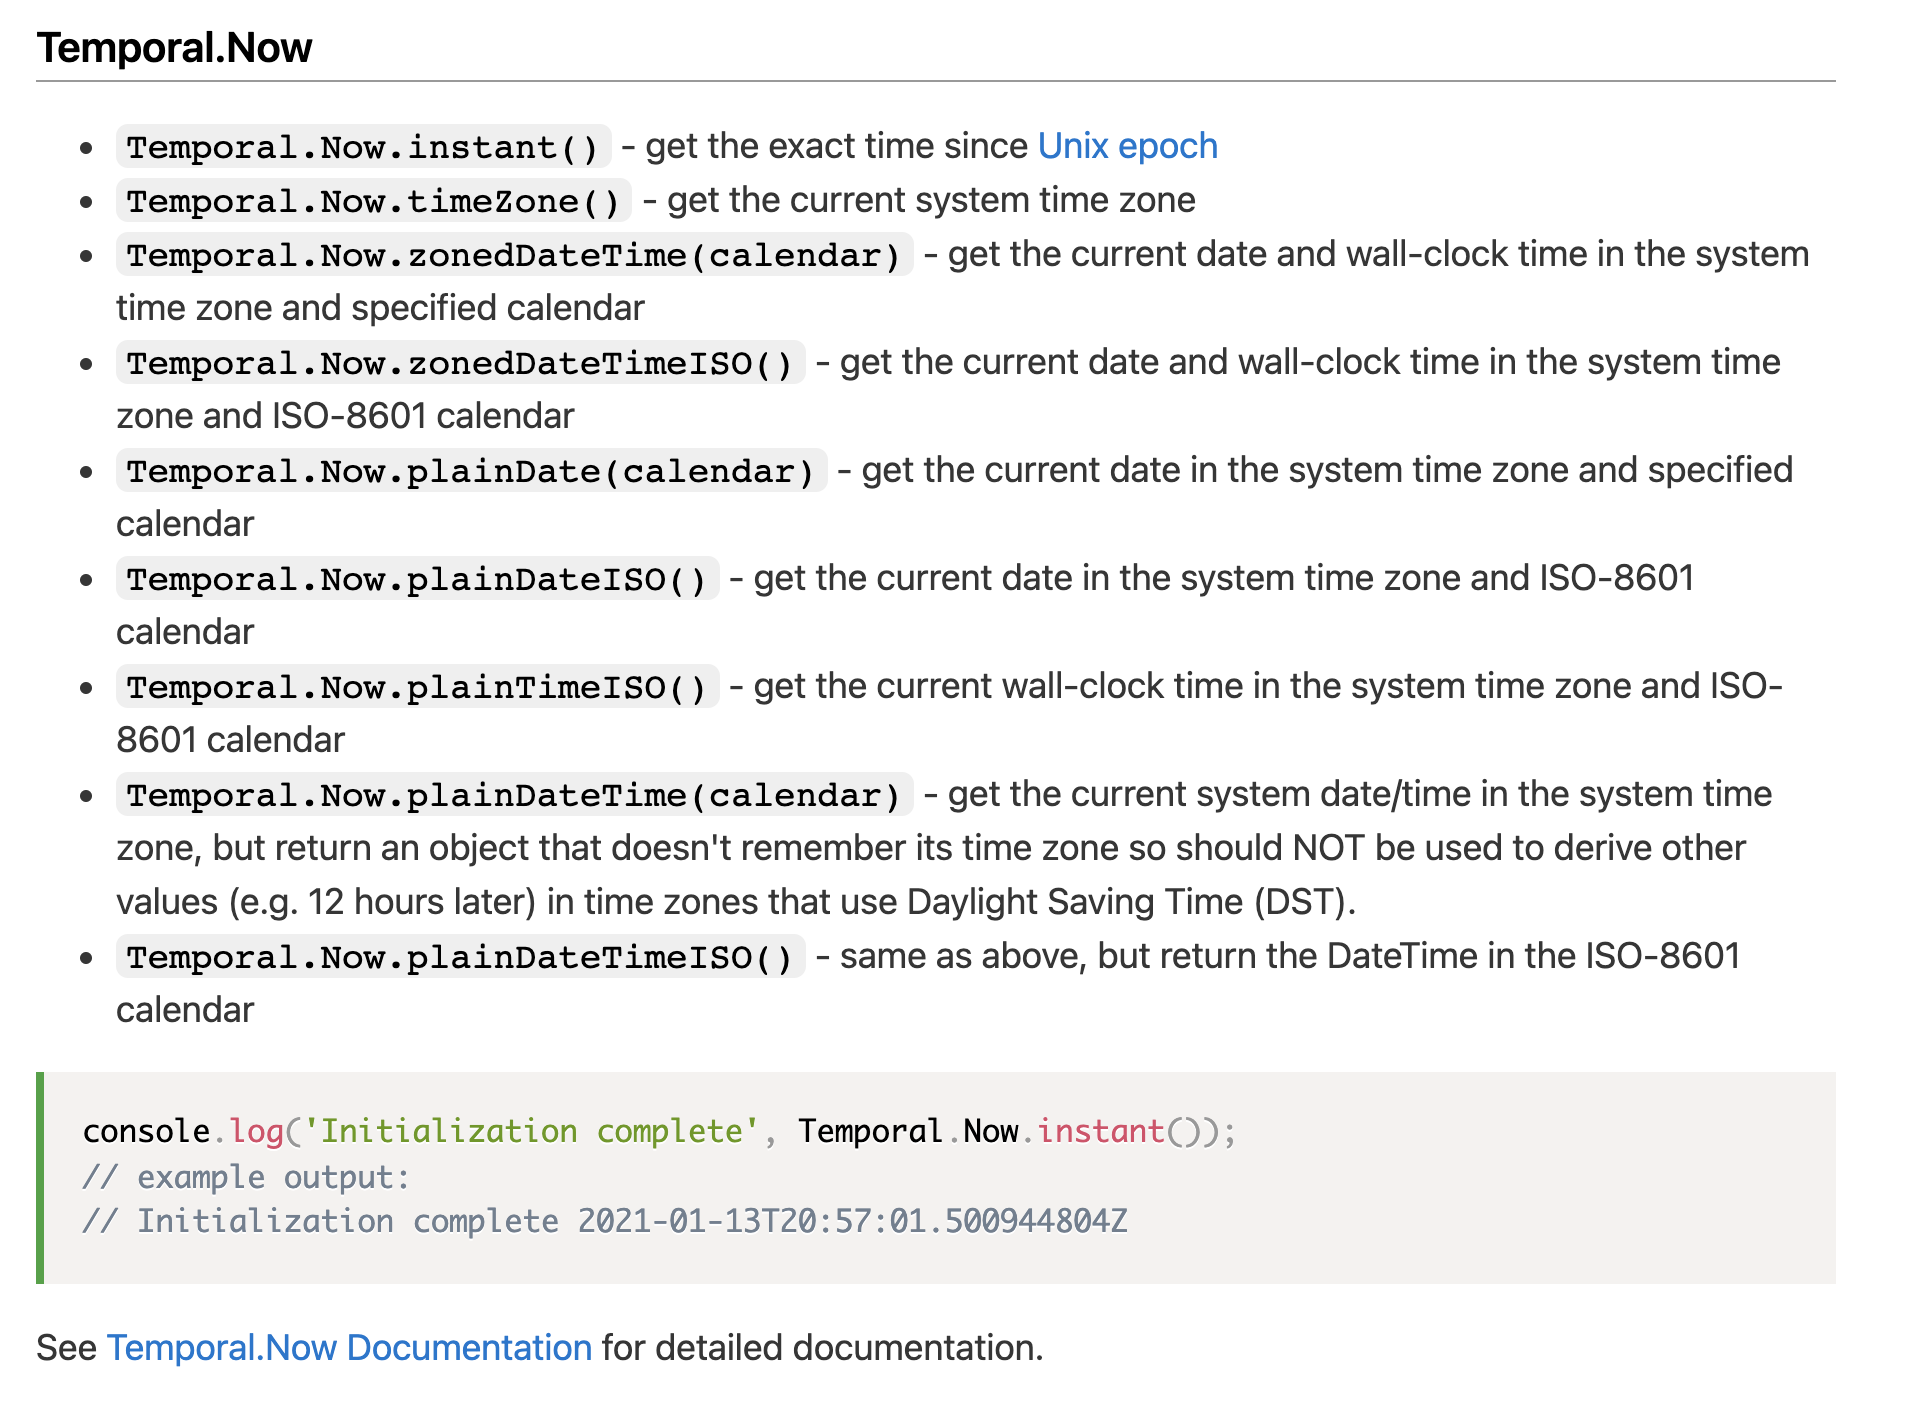 Temporal.Now
• Temporal.Now.instant() - get the exact time since Unix epoch
• Temporal.Now.timeZone() - get the current system time zone
• Temporal.Now.zonedDateTime(calendar) - get the current date and wall-clock time in the system
time zone and specified calendar
• Temporal.Now.zonedDateTimeISO() - get the current date and wall-clock time in the system time
zone and ISO-8601 calendar
• Temporal.Now.plainDate(calendar) - get the current date in the system time zone and specified
calendar
• Temporal.Now.plainDateISO() - get the current date in the system time zone and ISO-8601
calendar
• Temporal.Now.plainTimeISO() - get the current wall-clock time in the system time zone and ISO-
8601 calendar
• Temporal.Now.plainDateTime(calendar) - get the current system date/time in the system time
zone, but return an object that doesn't remember its time zone so should NOT be used to derive other
values (e.g. 12 hours later) in time zones that use Daylight Saving Time (DST).
• Temporal.Now.plainDateTimeISO() - same as above, but return the DateTime in the ISO-8601
calendar
console.log('Initialization complete', Temporal.Now.instant());
// example output:
// Initialization complete 2021-01-13T20:57:01.500944804Z
See Temporal.Now Documentation for detailed documentation.